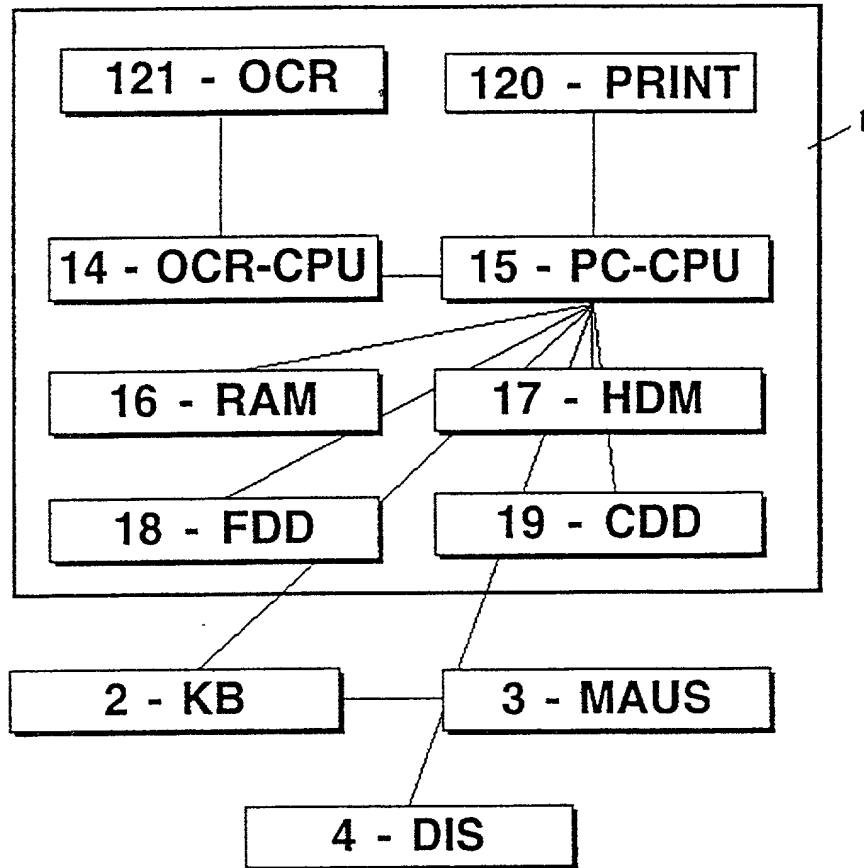 121 - OCR
120 - PRINT
1
14 - OCR-CPU
15 - PC-CPU
16 - RAM
17 - HDM
18 - FDD
19 - CDD
2 - KB
3 - MAUS
4 - DIS